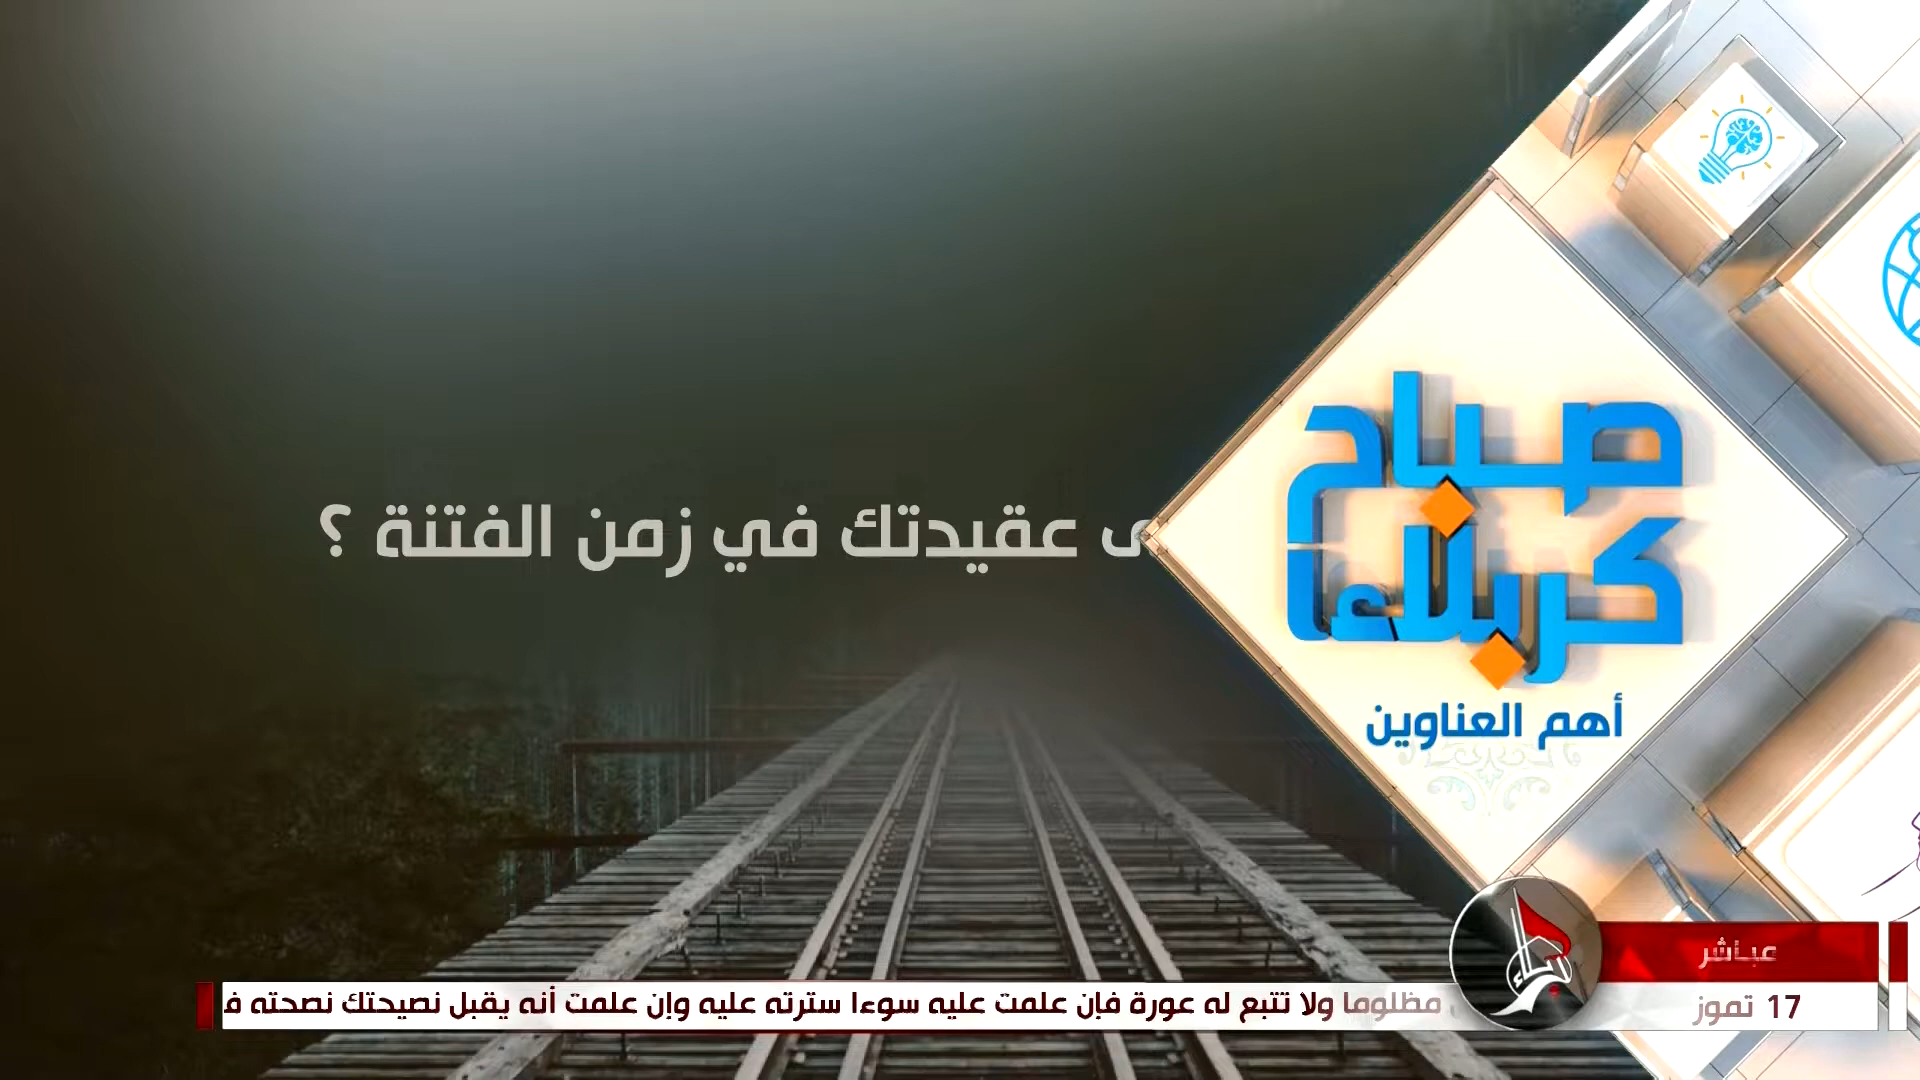 صباح
كربلاء
أهم العناوين
عقيدتك في زمن الفتنة ؟
مباشر
17 تموز
مظلوما ولا تتبع له عورة فإن علمت عليه سوءا سترته عليه وإن علمت أنه يقبل نصيحتك نصحته ف